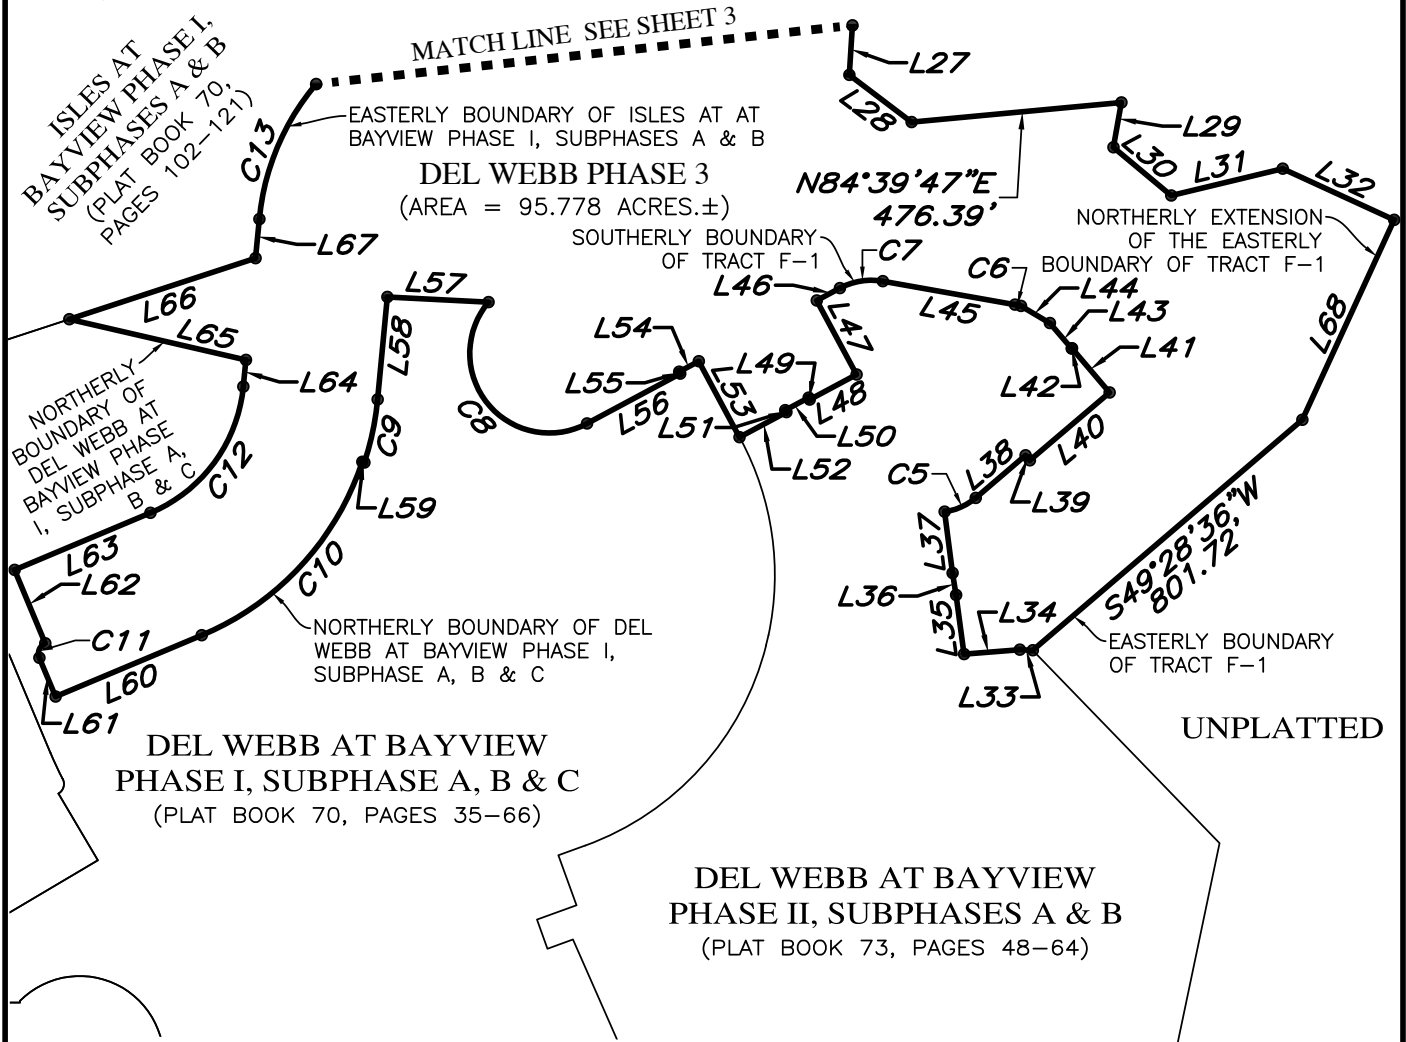 MATCH LINE SEE SHEET 3
ISLES AT
BAYVIEW PHASE I,
SUBPHASES A & B
(PLAT BOOK 70,
PAGES 102-121)
C13
EASTERLY BOUNDARY OF ISLES AT AT
BAYVIEW PHASE I, SUBPHASES A & B
DEL WEBB PHASE 3
(AREA = 95.778 ACRES.±)
L27
L28
L29
L30
L31
L32
N84°39'47"E
476.39'
NORTHERLY EXTENSION
OF THE EASTERLY
BOUNDARY OF TRACT F-1
SOUTHERLY BOUNDARY
OF TRACT F-1
C7
C6
L67
L66
L65
L57
L46
L45
L44
L43
L47
L68
L58
L54
L49
L41
L64
L55
L42
NORTHERLY
BOUNDARY OF
DEL WEBB AT
BAYVIEW PHASE
I, SUBPHASE A,
B & C
C8
L56
L53
L48
L51
L50
L52
C9
C12
L40
L38
C5
L39
L59
L37
S49°28'36"W
801.72'
L63
L62
C10
L36
L35
L34
C11
NORTHERLY BOUNDARY OF DEL
WEBB AT BAYVIEW PHASE I,
SUBPHASE A, B & C
EASTERLY BOUNDARY
OF TRACT F-1
L60
L61
L33
UNPLATTED
DEL WEBB AT BAYVIEW
PHASE I, SUBPHASE A, B & C
(PLAT BOOK 70, PAGES 35-66)
DEL WEBB AT BAYVIEW
PHASE II, SUBPHASES A & B
(PLAT BOOK 73, PAGES 48-64)